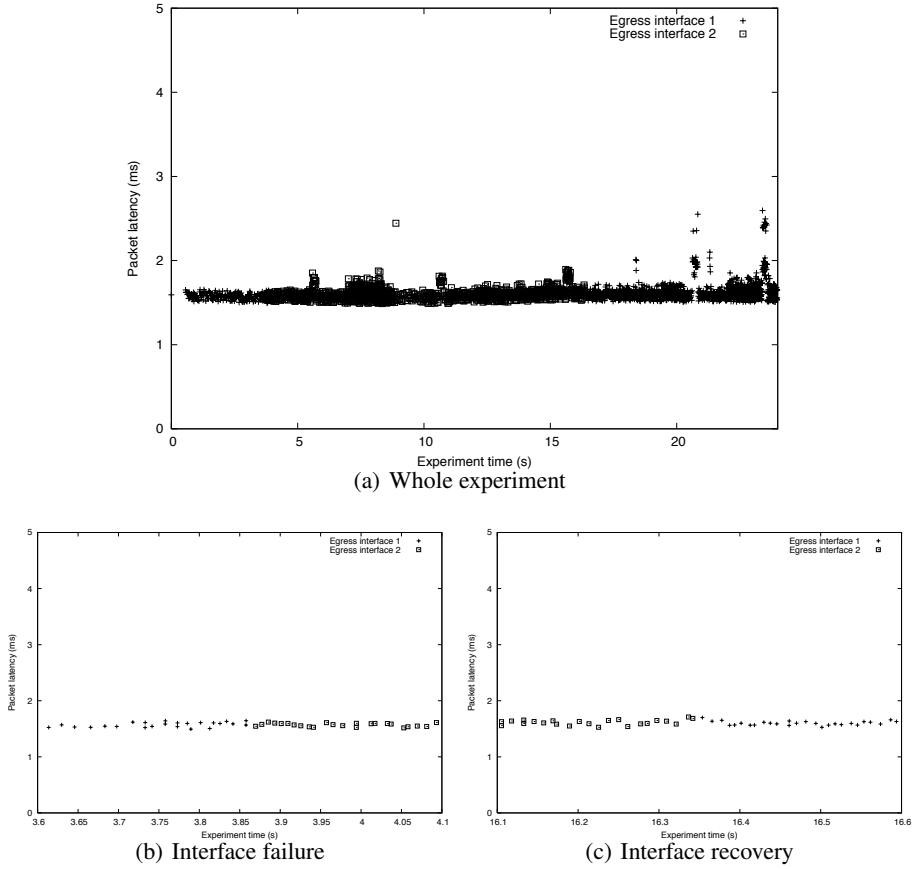 5
4
3
2
1
0
Packet latency (ms)
Egress interface 1
Egress interface 2
0 5 10 15 20
Experiment time (s)
(a) Whole experiment
5
4
3
2
1
0
Packet latency (ms)
Egress interface 1
Egress interface 2
3.6 3.65 3.7 3.75 3.8 3.85 3.9 3.95 4 4.05 4.1
Experiment time (s)
(b) Interface failure
5
4
3
2
1
0
Packet latency (ms)
Egress interface 1
Egress interface 2
16.1 16.2 16.3 16.4 16.5 16.6
Experiment time (s)
(c) Interface recovery